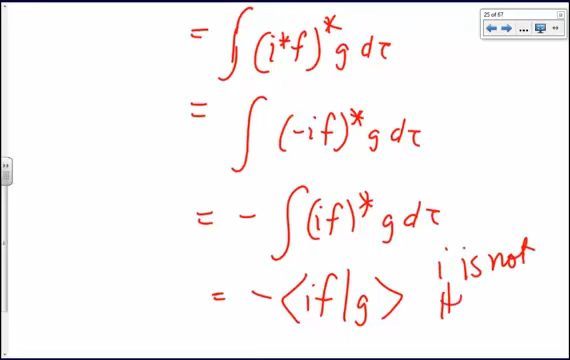 25 of 67
= ∫ (i*f)* g dτ
= ∫ (-if)* g dτ
= - ∫ (if)* g dτ
= - <if|g>
i is not
H